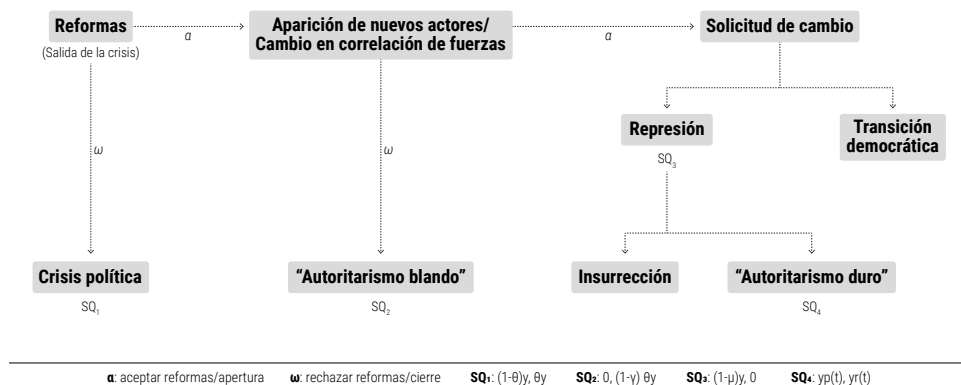 Reformas
(Salida de la crisis)
α
Aparición de nuevos actores/
Cambio en correlación de fuerzas
α
Solicitud de cambio
ω
ω
Represión
SQ₃
Transición
democrática
Crisis política
SQ₁
“Autoritarismo blando”
SQ₂
Insurrección
“Autoritarismo duro”
SQ₄
α: aceptar reformas/apertura ω: rechazar reformas/cierre SQ₁: (1-θ)y, θy SQ₂: 0, (1-γ) θy SQ₃: (1-μ)y, 0 SQ₄: yp(t), yr(t)